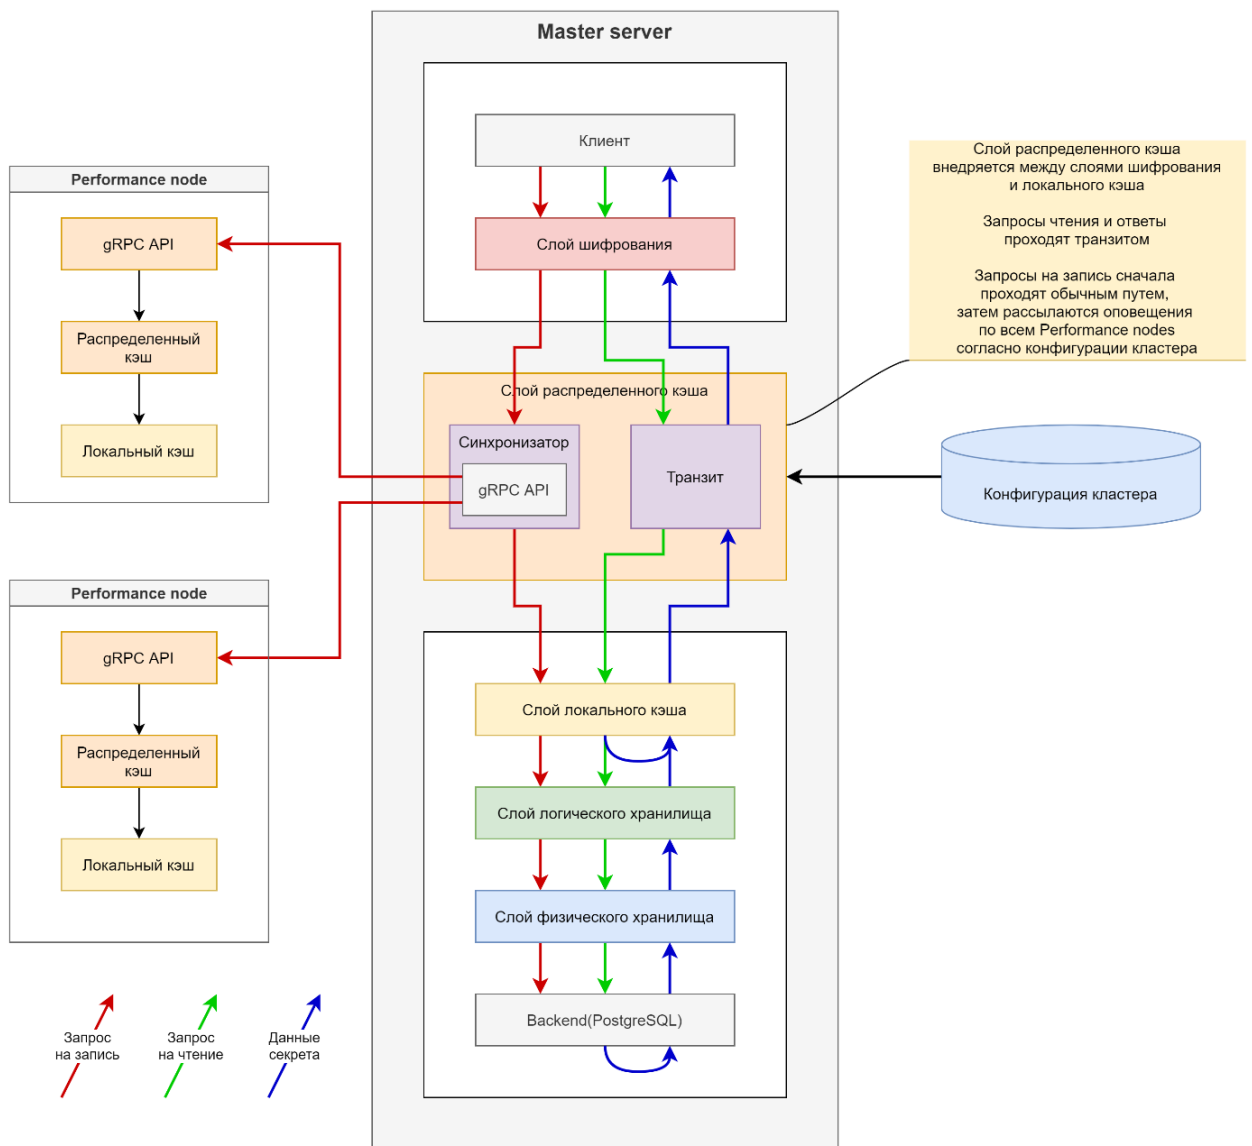 Master server
Клиент
Слой шифрования
Слой распределенного кэша
Синхронизатор
gRPC API
Транзит
Слой локального кэша
Слой логического хранилища
Слой физического хранилища
Backend(PostgreSQL)
Performance node
gRPC API
Распределенный
кэш
Локальный кэш
Performance node
gRPC API
Распределенный
кэш
Локальный кэш
Слой распределенного кэша
внедряется между слоями шифрования
и локального кэша
Запросы чтения и ответы
проходят транзитом
Запросы на запись сначала
проходят обычным путем,
затем рассылаются оповещения
по всем Performance nodes
согласно конфигурации кластера
Конфигурация кластера
Запрос
на запись
Запрос
на чтение
Данные
секрета